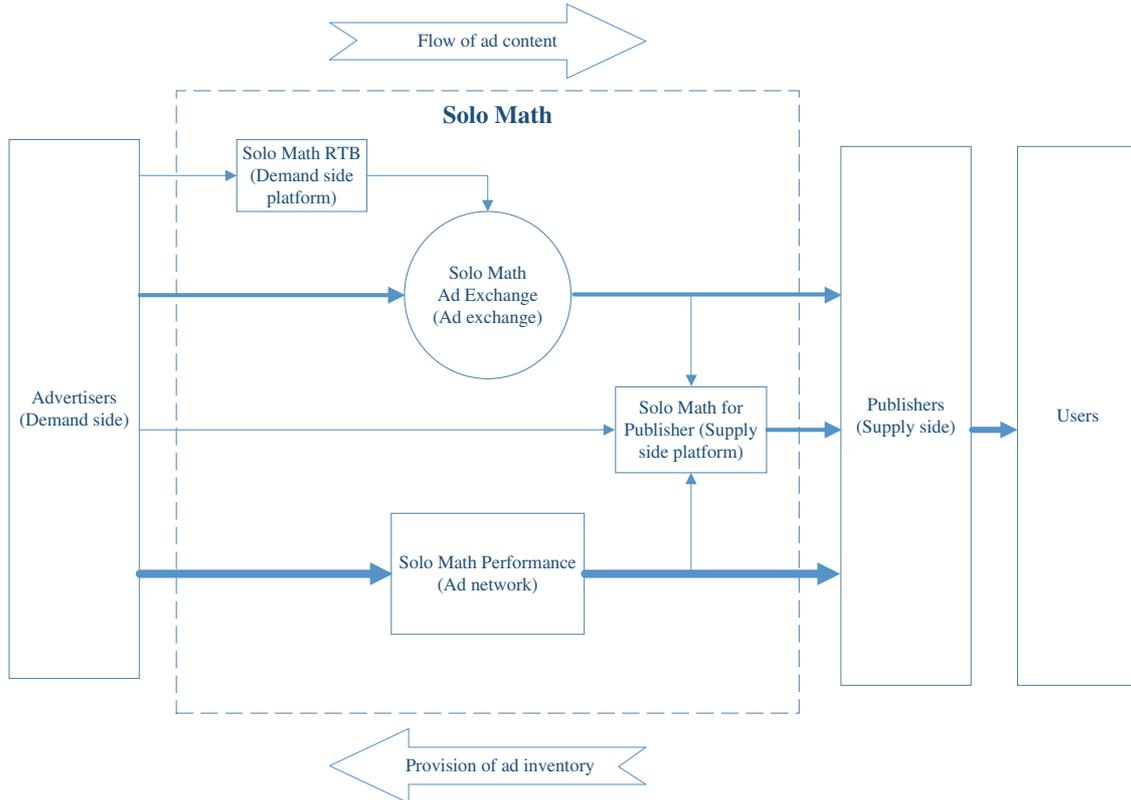 Flow of ad content
Solo Math
Solo Math RTB
(Demand side
platform)
Solo Math
Ad Exchange
(Ad exchange)
Advertisers
(Demand side)
Solo Math for
Publisher (Supply
side platform)
Publishers
(Supply side)
Users
Solo Math Performance
(Ad network)
Provision of ad inventory